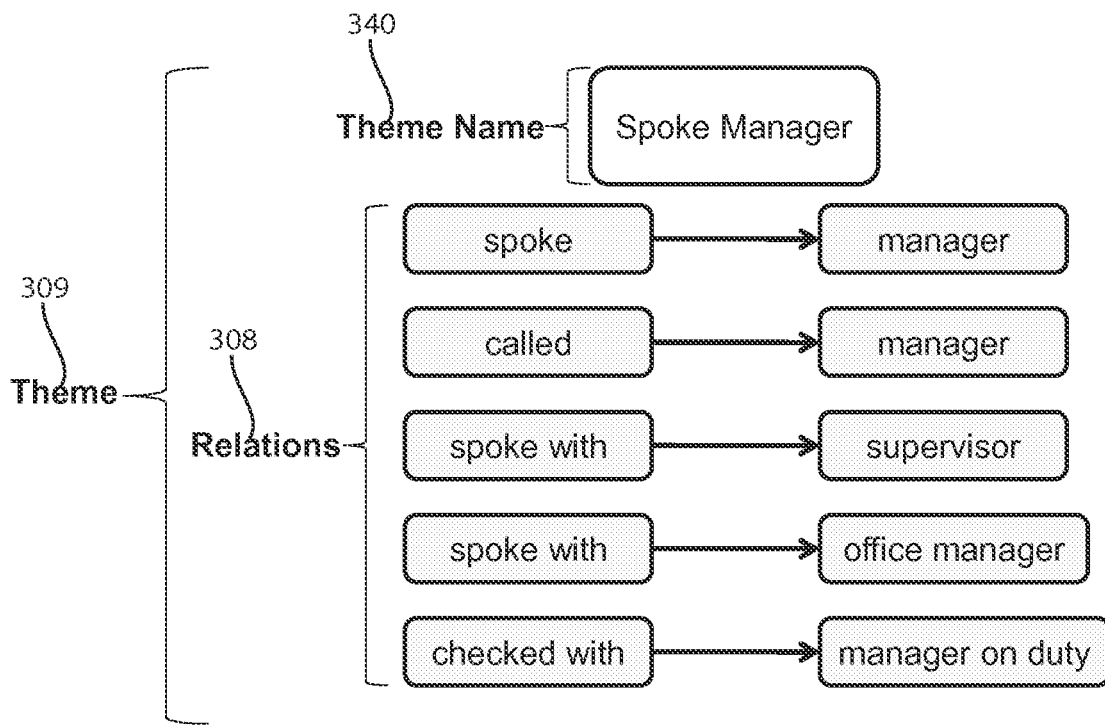 340
Theme Name
Spoke Manager
spoke
manager
309
308
called
manager
Theme
Relations
spoke with
supervisor
spoke with
office manager
checked with
manager on duty